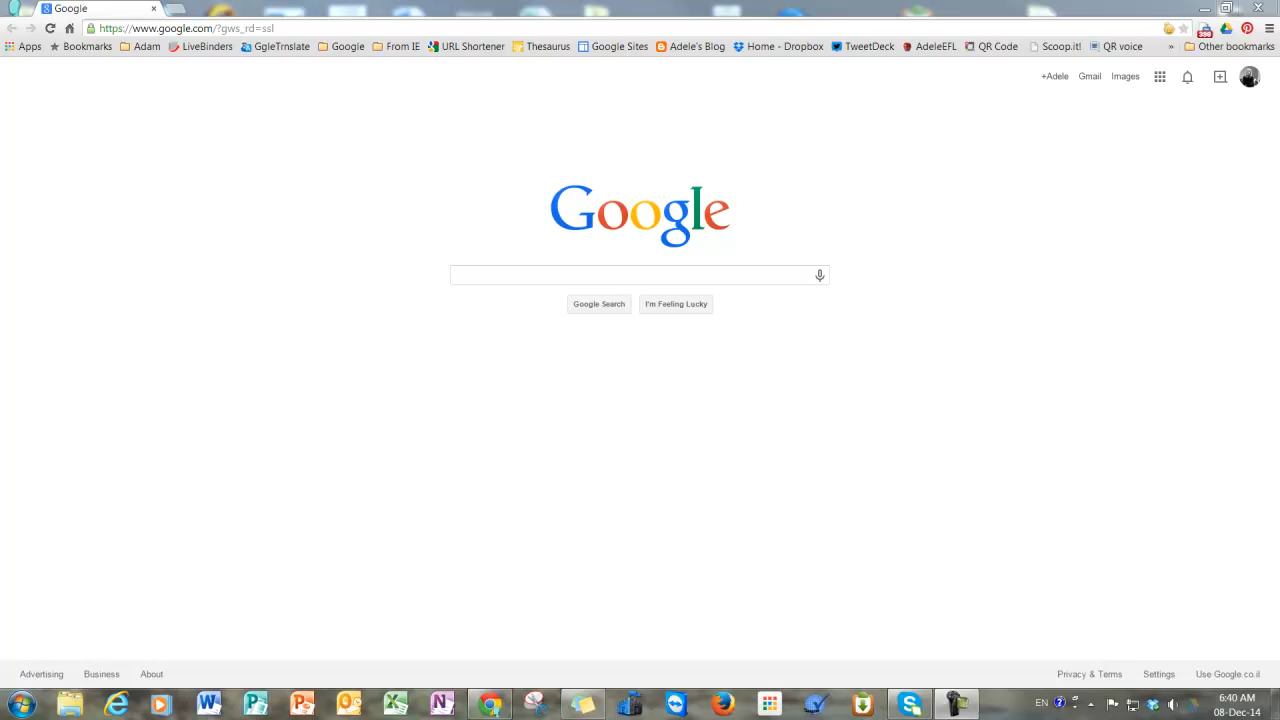 Google
https://www.google.com/?gws_rd=ssl
Apps Bookmarks Adam LiveBinders GgleTrnslate Google From IE URL Shortener Thesaurus Google Sites Adele's Blog Home - Dropbox TweetDeck AdeleEFL QR Code Scoop.it! QR voice » Other bookmarks
+Adele Gmail Images
Google
Google Search I'm Feeling Lucky
Advertising Business About Privacy & Terms Settings Use Google.co.il
EN 6:40 AM
08-Dec-14